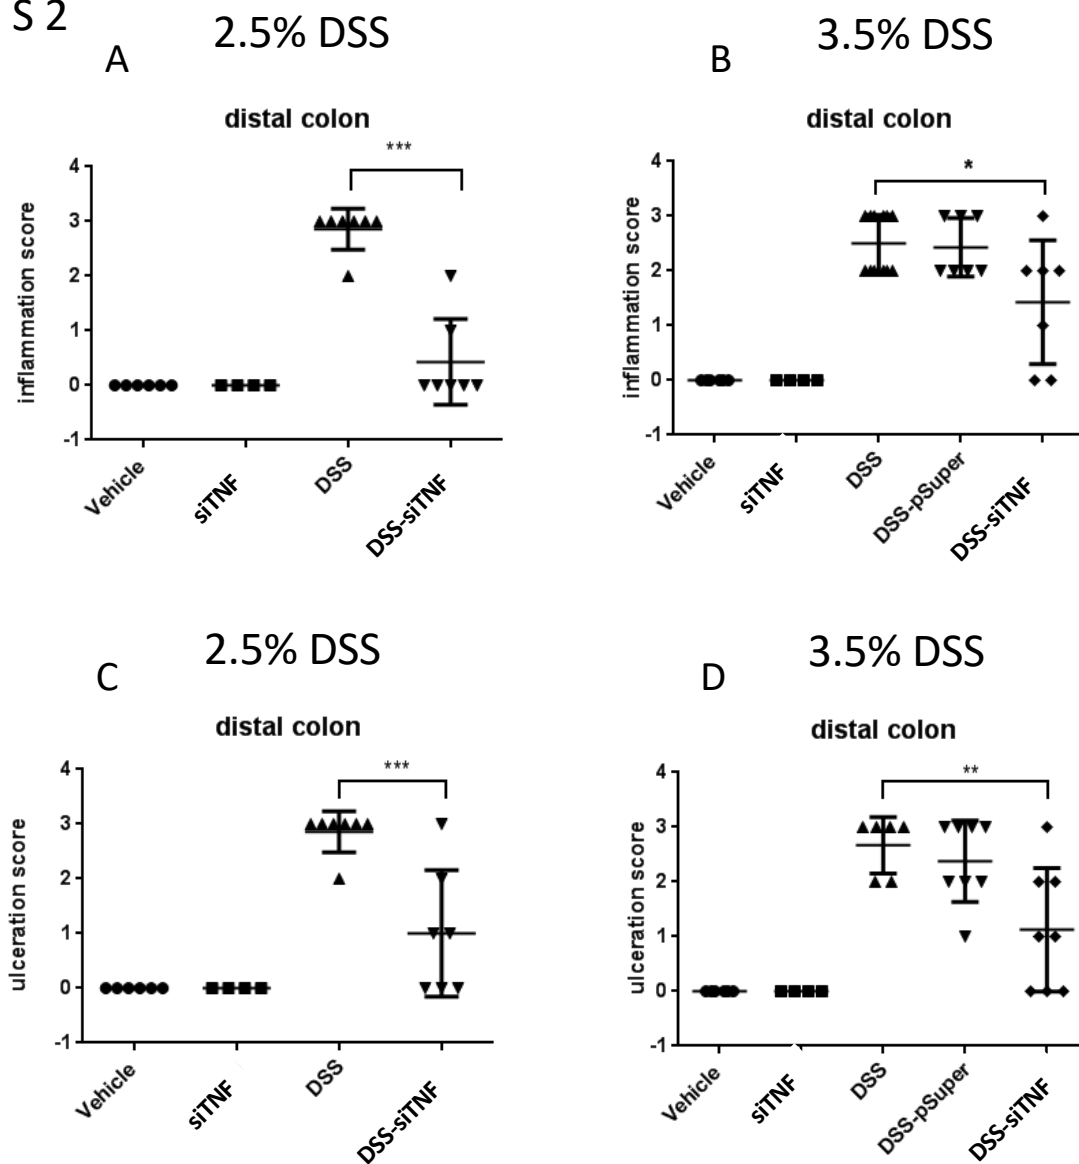 S 2
2.5% DSS
3.5% DSS
A
B
distal colon
distal colon
***
*
4
3
2
1
0
-1
inflammation score
Vehicle
siTNF
DSS
DSS-siTNF
4
3
2
1
0
-1
inflammation score
Vehicle
siTNF
DSS
DSS-pSuper
DSS-siTNF
2.5% DSS
3.5% DSS
C
D
distal colon
distal colon
***
**
4
3
2
1
0
-1
ulceration score
Vehicle
siTNF
DSS
DSS-siTNF
4
3
2
1
0
-1
ulceration score
Vehicle
siTNF
DSS
DSS-pSuper
DSS-siTNF